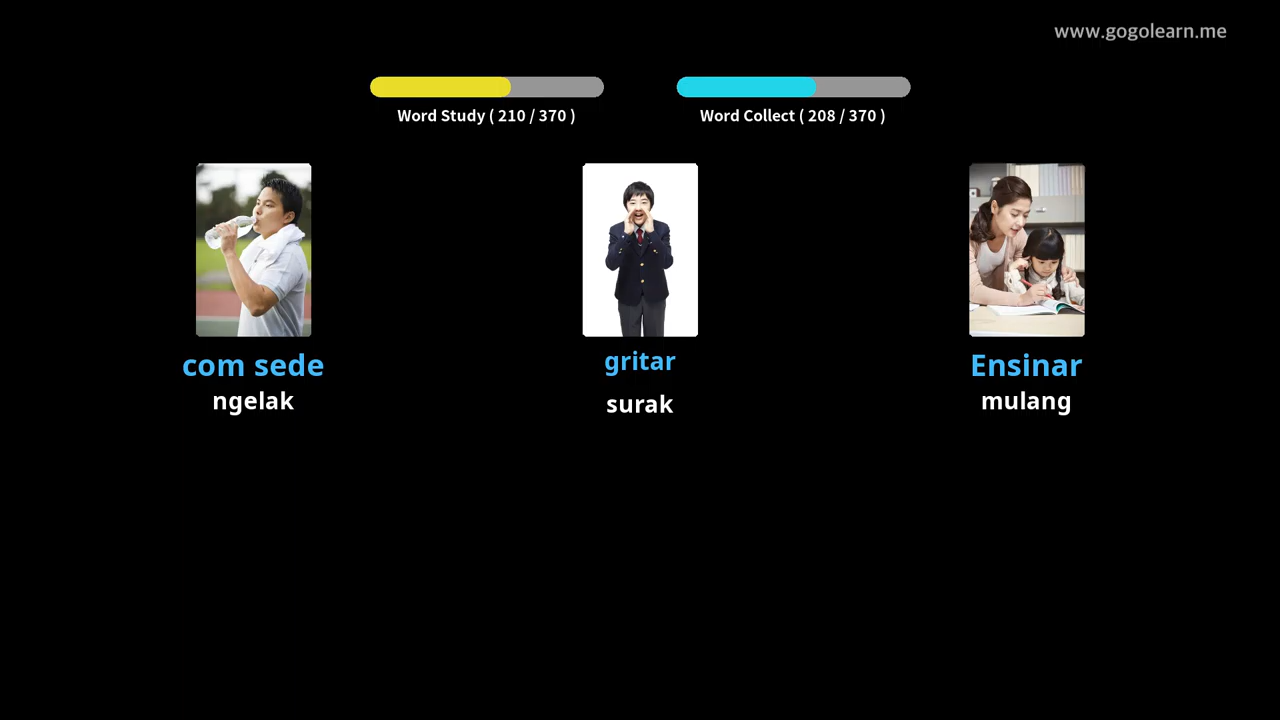 www.gogolearn.me
Word Study ( 210 / 370 )
Word Collect ( 208 / 370 )
com sede
ngelak
gritar
surak
Ensinar
mulang